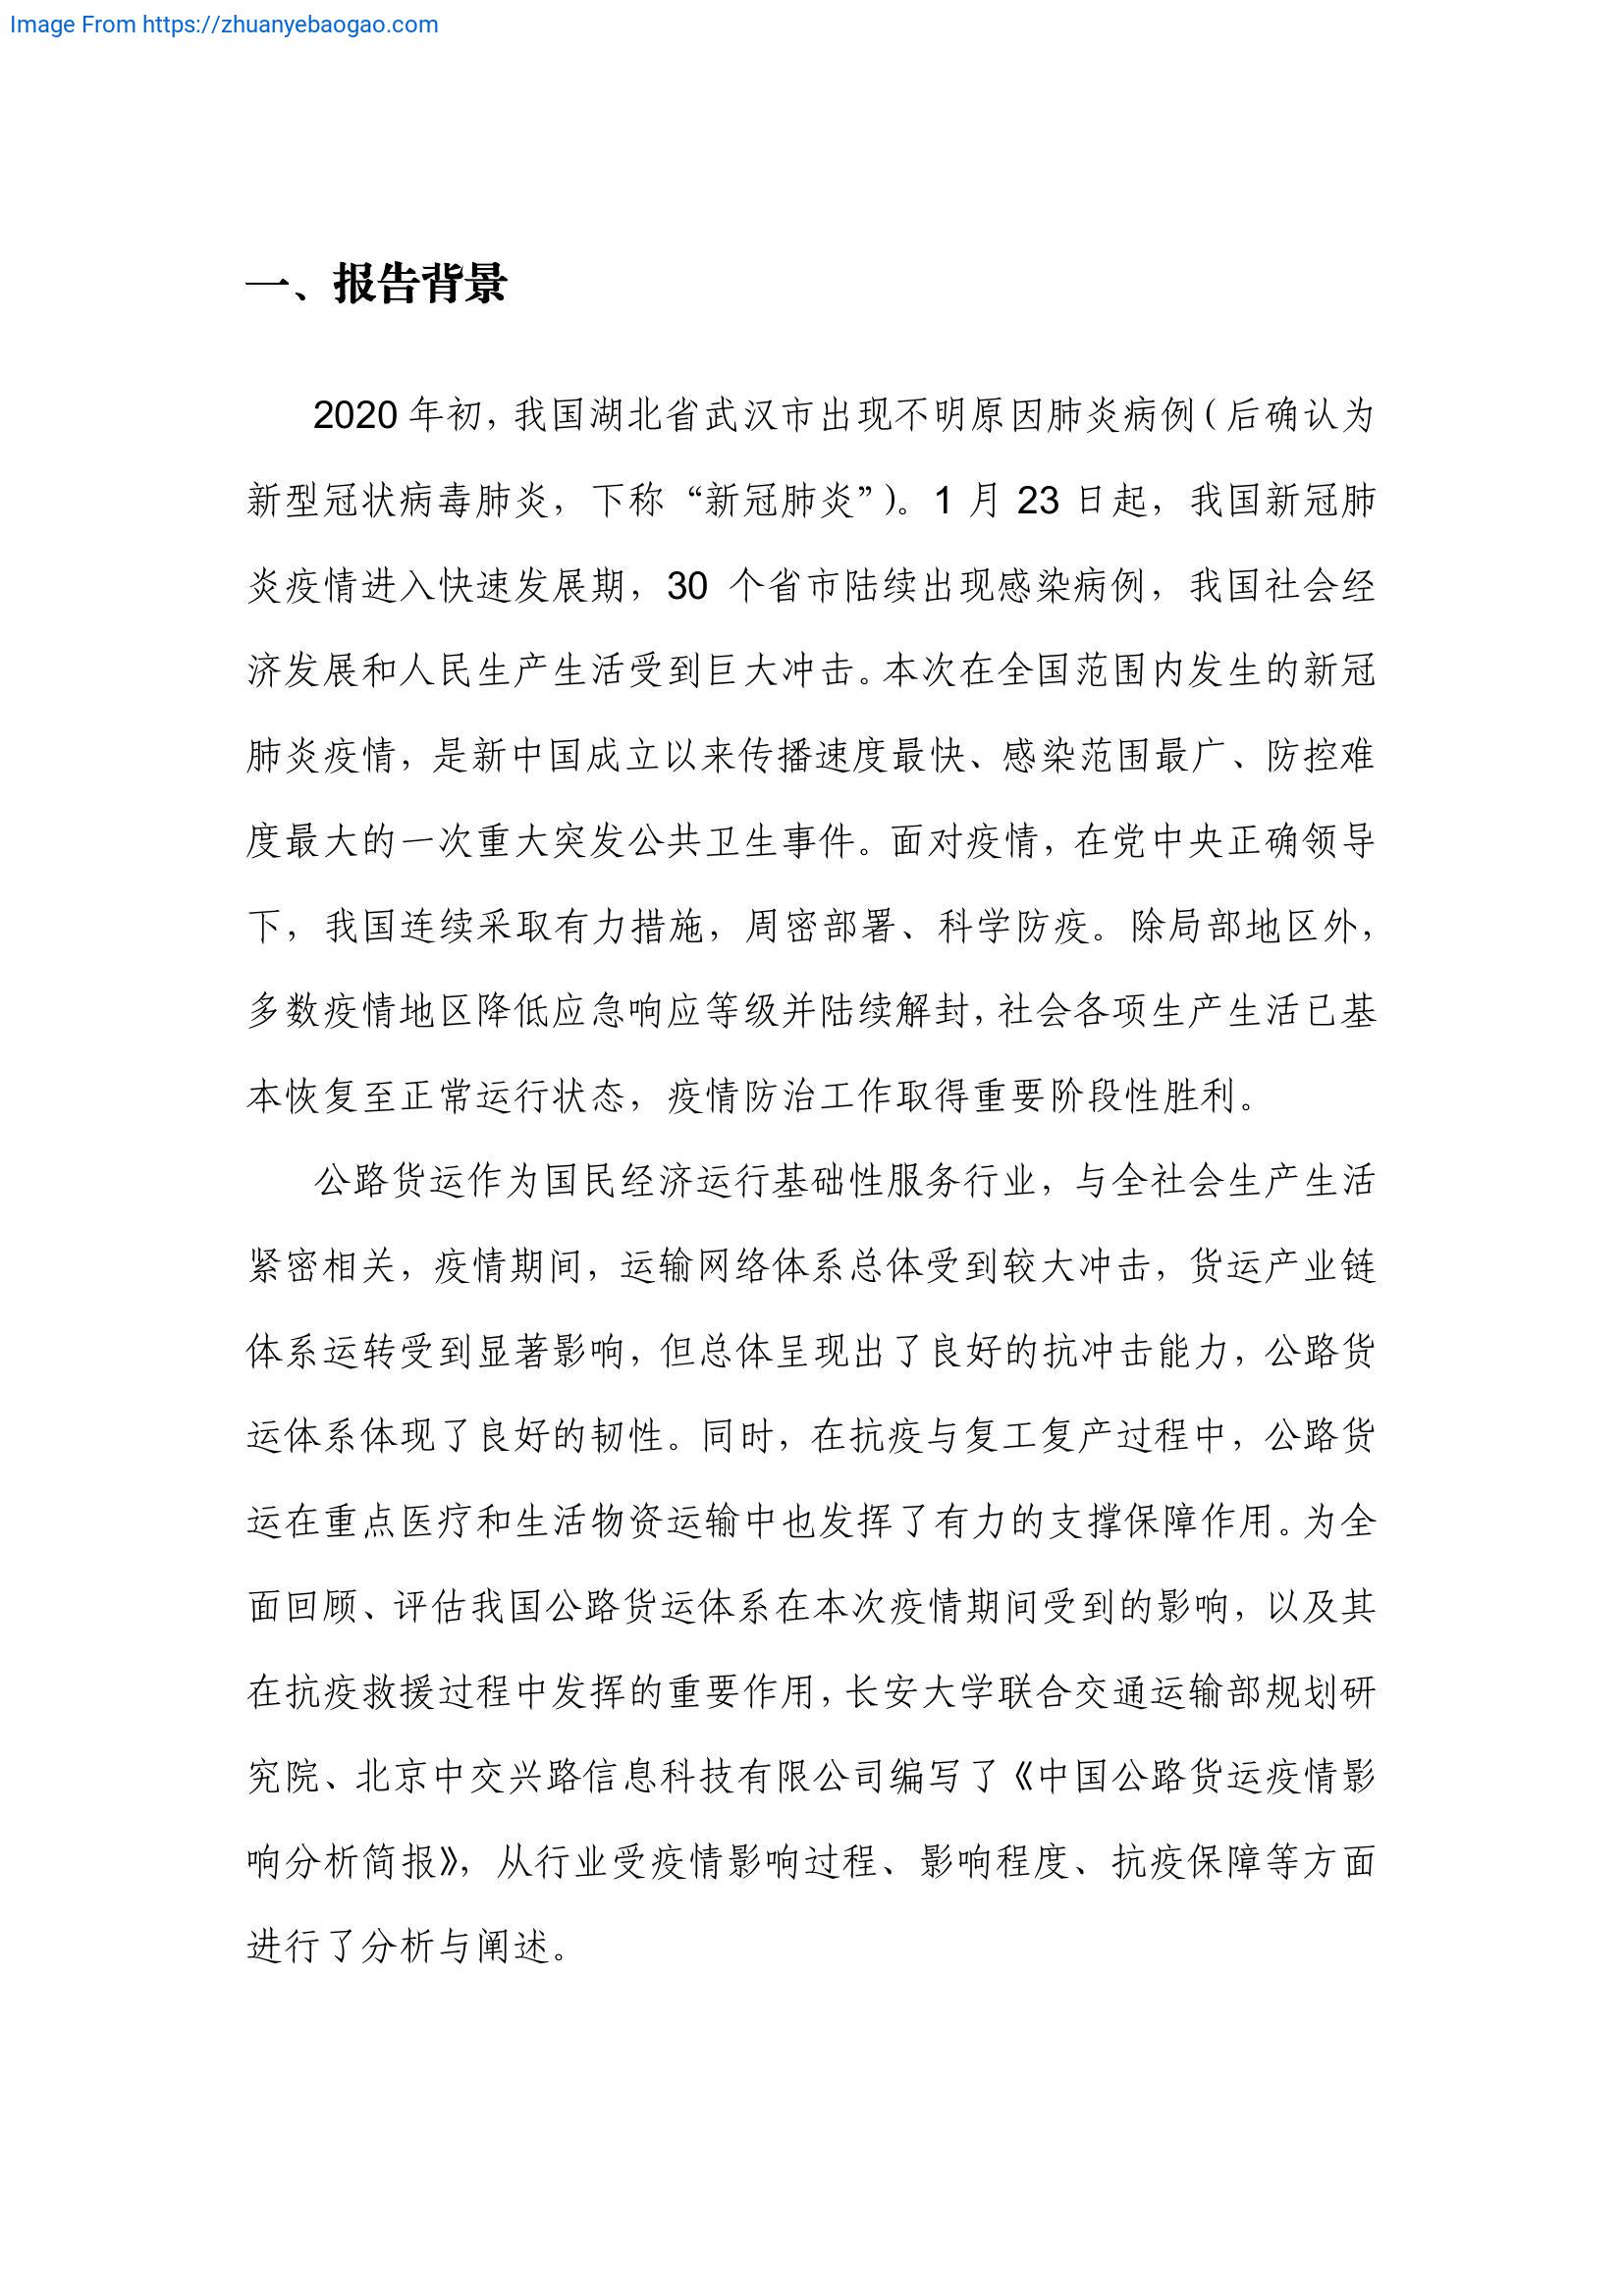 Image From https://zhuanyebaogao.com
一、报告背景
2020 年初，我国湖北省武汉市出现不明原因肺炎病例（后确认为
新型冠状病毒肺炎，下称“新冠肺炎”）。1 月 23 日起，我国新冠肺
炎疫情进入快速发展期，30 个省市陆续出现感染病例，我国社会经
济发展和人民生产生活受到巨大冲击。本次在全国范围内发生的新冠
肺炎疫情，是新中国成立以来传播速度最快、感染范围最广、防控难
度最大的一次重大突发公共卫生事件。面对疫情，在党中央正确领导
下，我国连续采取有力措施，周密部署、科学防疫。除局部地区外，
多数疫情地区降低应急响应等级并陆续解封，社会各项生产生活已基
本恢复至正常运行状态，疫情防治工作取得重要阶段性胜利。
公路货运作为国民经济运行基础性服务行业，与全社会生产生活
紧密相关，疫情期间，运输网络体系总体受到较大冲击，货运产业链
体系运转受到显著影响，但总体呈现出了良好的抗冲击能力，公路货
运体系体现了良好的韧性。同时，在抗疫与复工复产过程中，公路货
运在重点医疗和生活物资运输中也发挥了有力的支撑保障作用。为全
面回顾、评估我国公路货运体系在本次疫情期间受到的影响，以及其
在抗疫救援过程中发挥的重要作用，长安大学联合交通运输部规划研
究院、北京中交兴路信息科技有限公司编写了《中国公路货运疫情影
响分析简报》，从行业受疫情影响过程、影响程度、抗疫保障等方面
进行了分析与阐述。